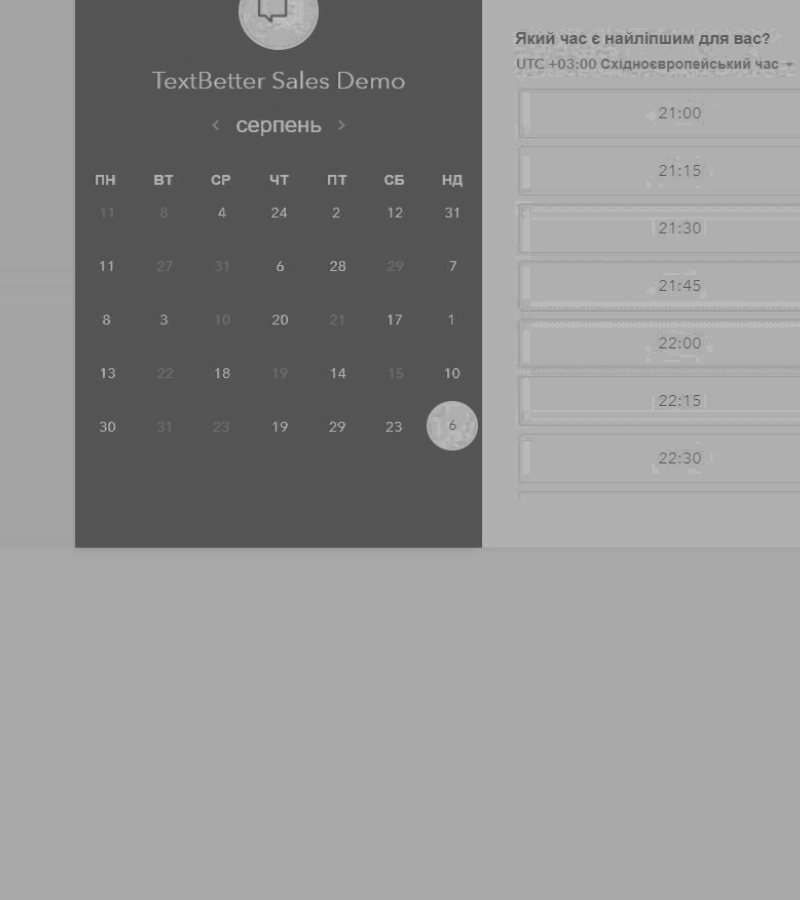 TextBetter Sales Demo
‹ серпень ›
ПН ВТ СР ЧТ ПТ СБ НД
11 8 4 24 2 12 31
11 27 31 6 28 29 7
8 3 10 20 21 17 1
13 22 18 19 14 15 10
30 31 23 19 29 23 6
Який час є найліпшим для вас?
UTC +03:00 Східноєвропейський час
21:00
21:15
21:30
21:45
22:00
22:15
22:30